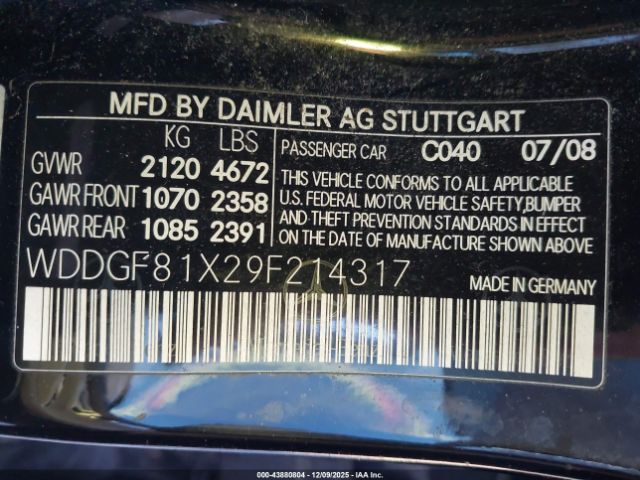 MFD BY DAIMLER AG STUTTGART
KG LBS
GVWR 2120 4672
GAWR FRONT 1070 2358
GAWR REAR 1085 2391
PASSENGER CAR C040 07/08
THIS VEHICLE CONFORMS TO ALL APPLICABLE
U.S. FEDERAL MOTOR VEHICLE SAFETY,BUMPER
AND THEFT PREVENTION STANDARDS IN EFFECT
ON THE DATE OF MANUFACTURE SHOWN ABOVE
WDDGF81X29F214317
MADE IN GERMANY
000-43880804 - 12/09/2025 - IAA, Inc.